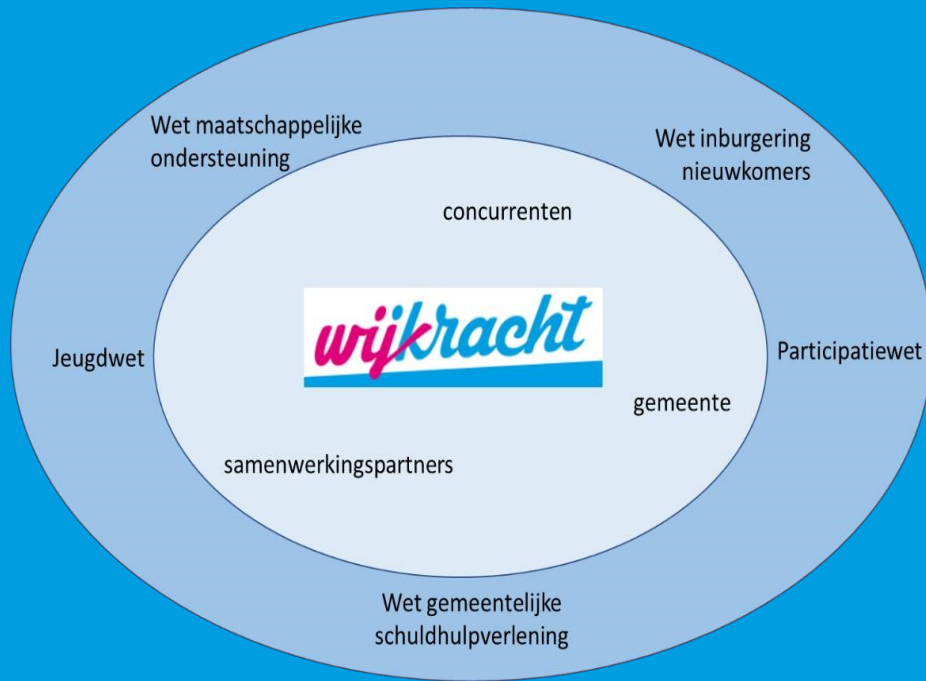 Wet maatschappelijke
ondersteuning
Wet inburgering
nieuwkomers
concurrenten
wijkracht
Jeugdwet
Participatiewet
gemeente
samenwerkingspartners
Wet gemeentelijke
schuldhulpverlening